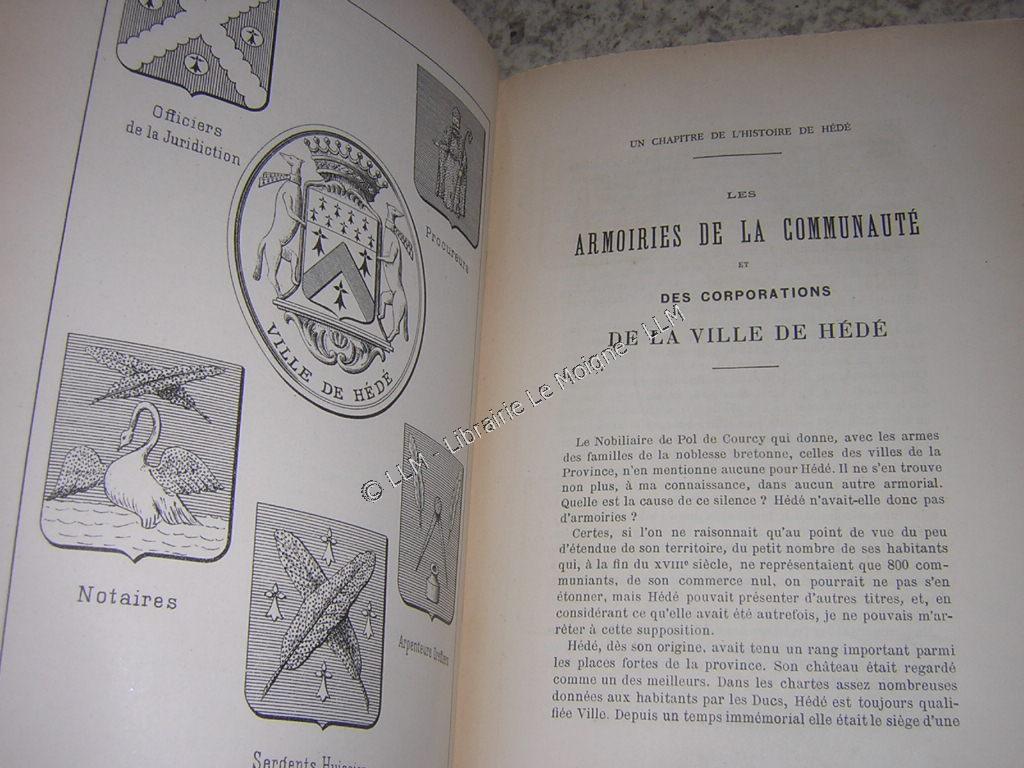 Officiers
de la Juridiction
Procureurs
VILLE DE HÉDÉ
Notaires
Arpenteurs
Sergents
UN CHAPITRE DE L'HISTOIRE DE HÉDÉ
LES
ARMOIRIES DE LA COMMUNAUTÉ
ET
DES CORPORATIONS
DE LA VILLE DE HÉDÉ
Le Nobiliaire de Pol de Courcy qui donne, avec les armes
des familles de la noblesse bretonne, celles des villes de la
Province, n'en mentionne aucune pour Hédé. Il ne s'en trouve
non plus, à ma connaissance, dans aucun autre armorial.
Quelle est la cause de ce silence ? Hédé n'avait-elle donc pas
d'armoiries ?
Certes, si l'on ne raisonnait qu'au point de vue du peu
d'étendue de son territoire, du petit nombre de ses habitants
qui, à la fin du XVIIIe siècle, ne représentaient que 800 com-
muniants, de son commerce nul, on pourrait ne pas s'en
étonner, mais Hédé pouvait présenter d'autres titres, et, en
considérant ce qu'elle avait été autrefois, je ne pouvais m'ar-
rêter à cette supposition.
Hédé, dès son origine, avait tenu un rang important parmi
les places fortes de la province. Son château était regardé
comme un des meilleurs. Dans les chartes assez nombreuses
données aux habitants par les Ducs, Hédé est toujours quali-
fiée Ville. Depuis un temps immémorial elle était le siège d'une
© LLM - Librairie Le Moigne - LLM